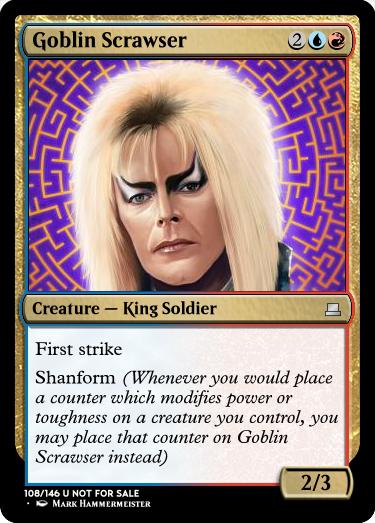 Goblin Scrawser 2
Creature — King Soldier
First strike
Shanform (Whenever you would place
a counter which modifies power or
toughness on a creature you control, you
may place that counter on Goblin
Scrawser instead)
2/3
108/146 U NOT FOR SALE
· Mark Hammermeister